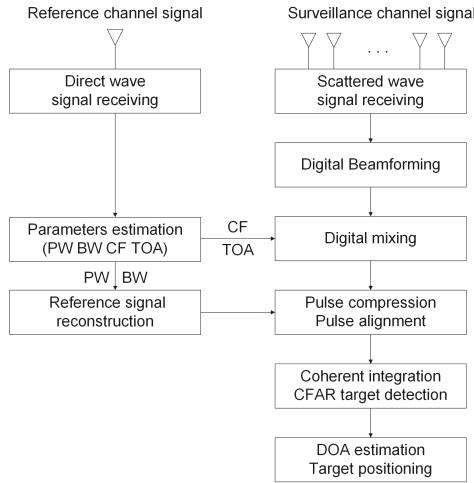 Reference channel signal
Surveillance channel signal
Direct wave
signal receiving
Scattered wave
signal receiving
. . .
Digital Beamforming
Parameters estimation
(PW BW CF TOA)
CF
TOA
Digital mixing
PW BW
Reference signal
reconstruction
Pulse compression
Pulse alignment
Coherent integration
CFAR target detection
DOA estimation
Target positioning